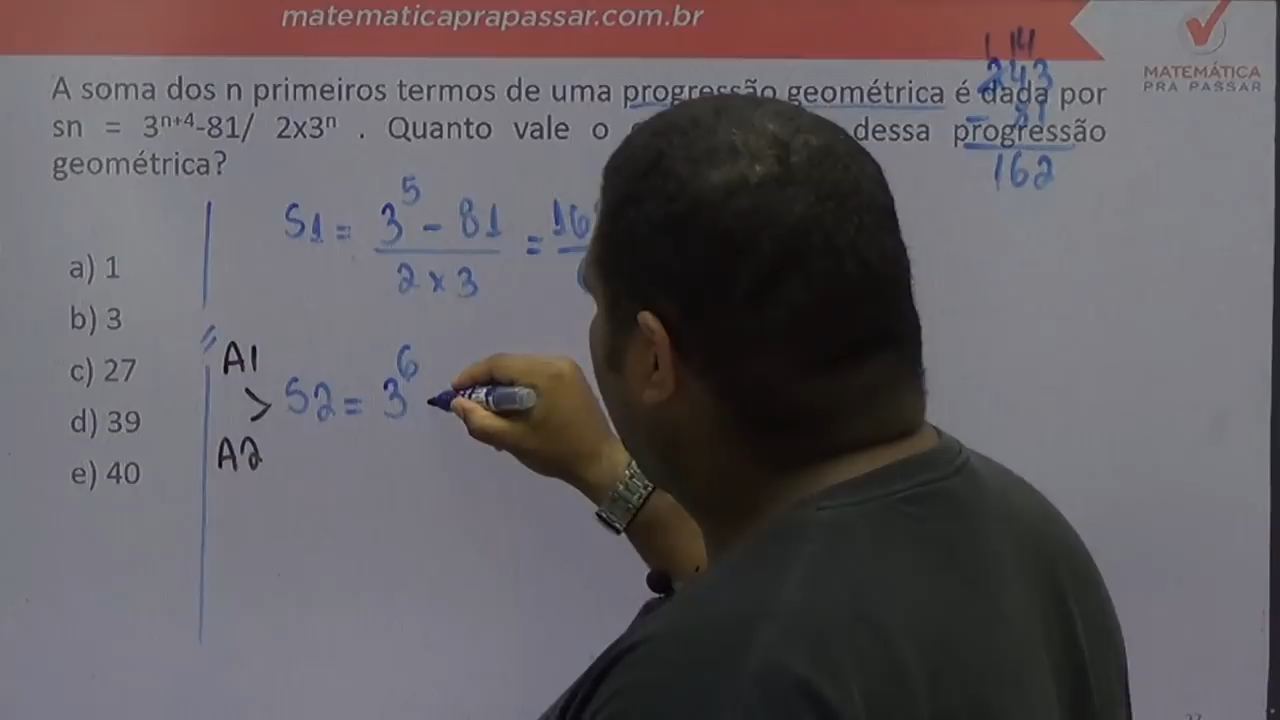 matematicaprapassar.com.br
MATEMÁTICA
PRA PASSAR
A soma dos n primeiros termos de uma progressão geométrica é dada por
sn = 3ⁿ⁺⁴-81/ 2x3ⁿ . Quanto vale o dessa progressão
geométrica?
1 14
243
- 81
162
S1 = 3⁵ - 81 =
2 x 3
a) 1
b) 3
c) 27
d) 39
e) 40
A1
> S2 = 3⁶
A2